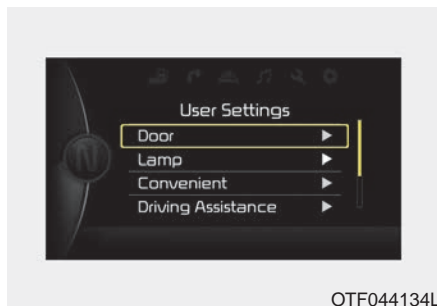 User Settings
Door
Lamp
Convenient
Driving Assistance
N
OTF044134L